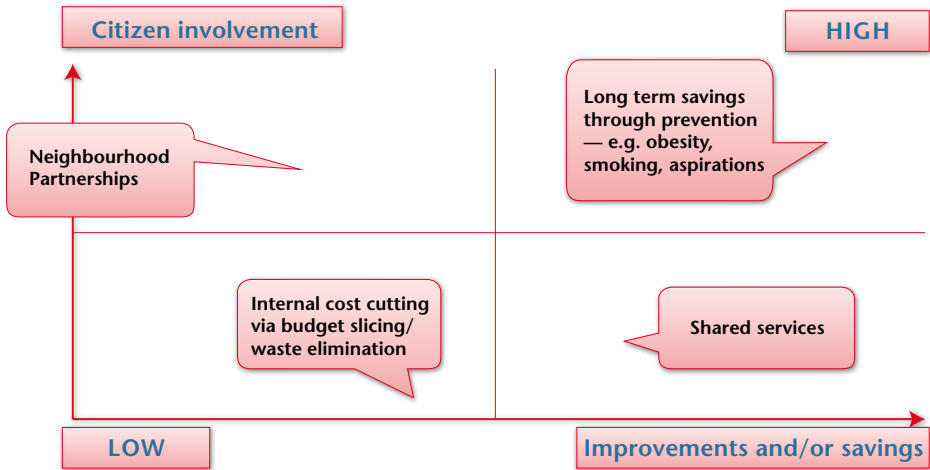 Citizen involvement
HIGH
Long term savings
through prevention
— e.g. obesity,
smoking, aspirations
Neighbourhood
Partnerships
Internal cost cutting
via budget slicing/
waste elimination
Shared services
LOW
Improvements and/or savings